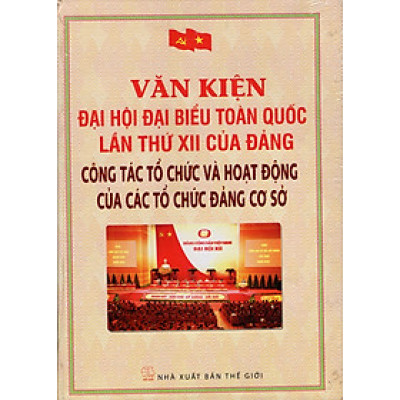 VĂN KIỆN
ĐẠI HỘI ĐẠI BIỂU TOÀN QUỐC
LẦN THỨ XII CỦA ĐẢNG
CÔNG TÁC TỔ CHỨC VÀ HOẠT ĐỘNG
CỦA CÁC TỔ CHỨC ĐẢNG CƠ SỞ
NHÀ XUẤT BẢN THẾ GIỚI